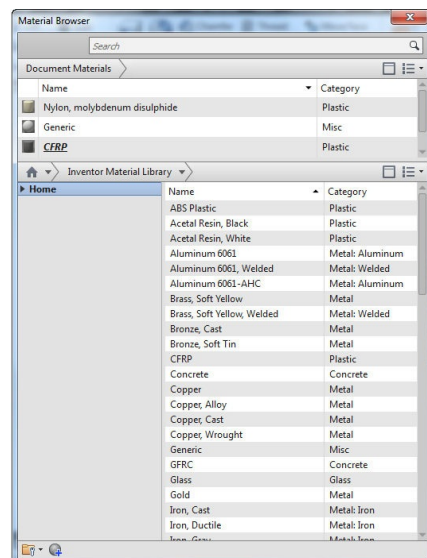 Material Browser
Search
Document Materials
Name Category
Nylon, molybdenum disulphide Plastic
Generic Misc
CFRP Plastic
Inventor Material Library
Home
Name Category
ABS Plastic Plastic
Acetal Resin, Black Plastic
Acetal Resin, White Plastic
Aluminum 6061 Metal: Aluminum
Aluminum 6061, Welded Metal: Welded
Aluminum 6061-AHC Metal: Aluminum
Brass, Soft Yellow Metal
Brass, Soft Yellow, Welded Metal: Welded
Bronze, Cast Metal
Bronze, Soft Tin Metal
CFRP Plastic
Concrete Concrete
Copper Metal
Copper, Alloy Metal
Copper, Cast Metal
Copper, Wrought Metal
Generic Misc
GFRC Concrete
Glass Glass
Gold Metal
Iron, Cast Metal: Iron
Iron, Ductile Metal: Iron
Iron, Gray Metal: Iron